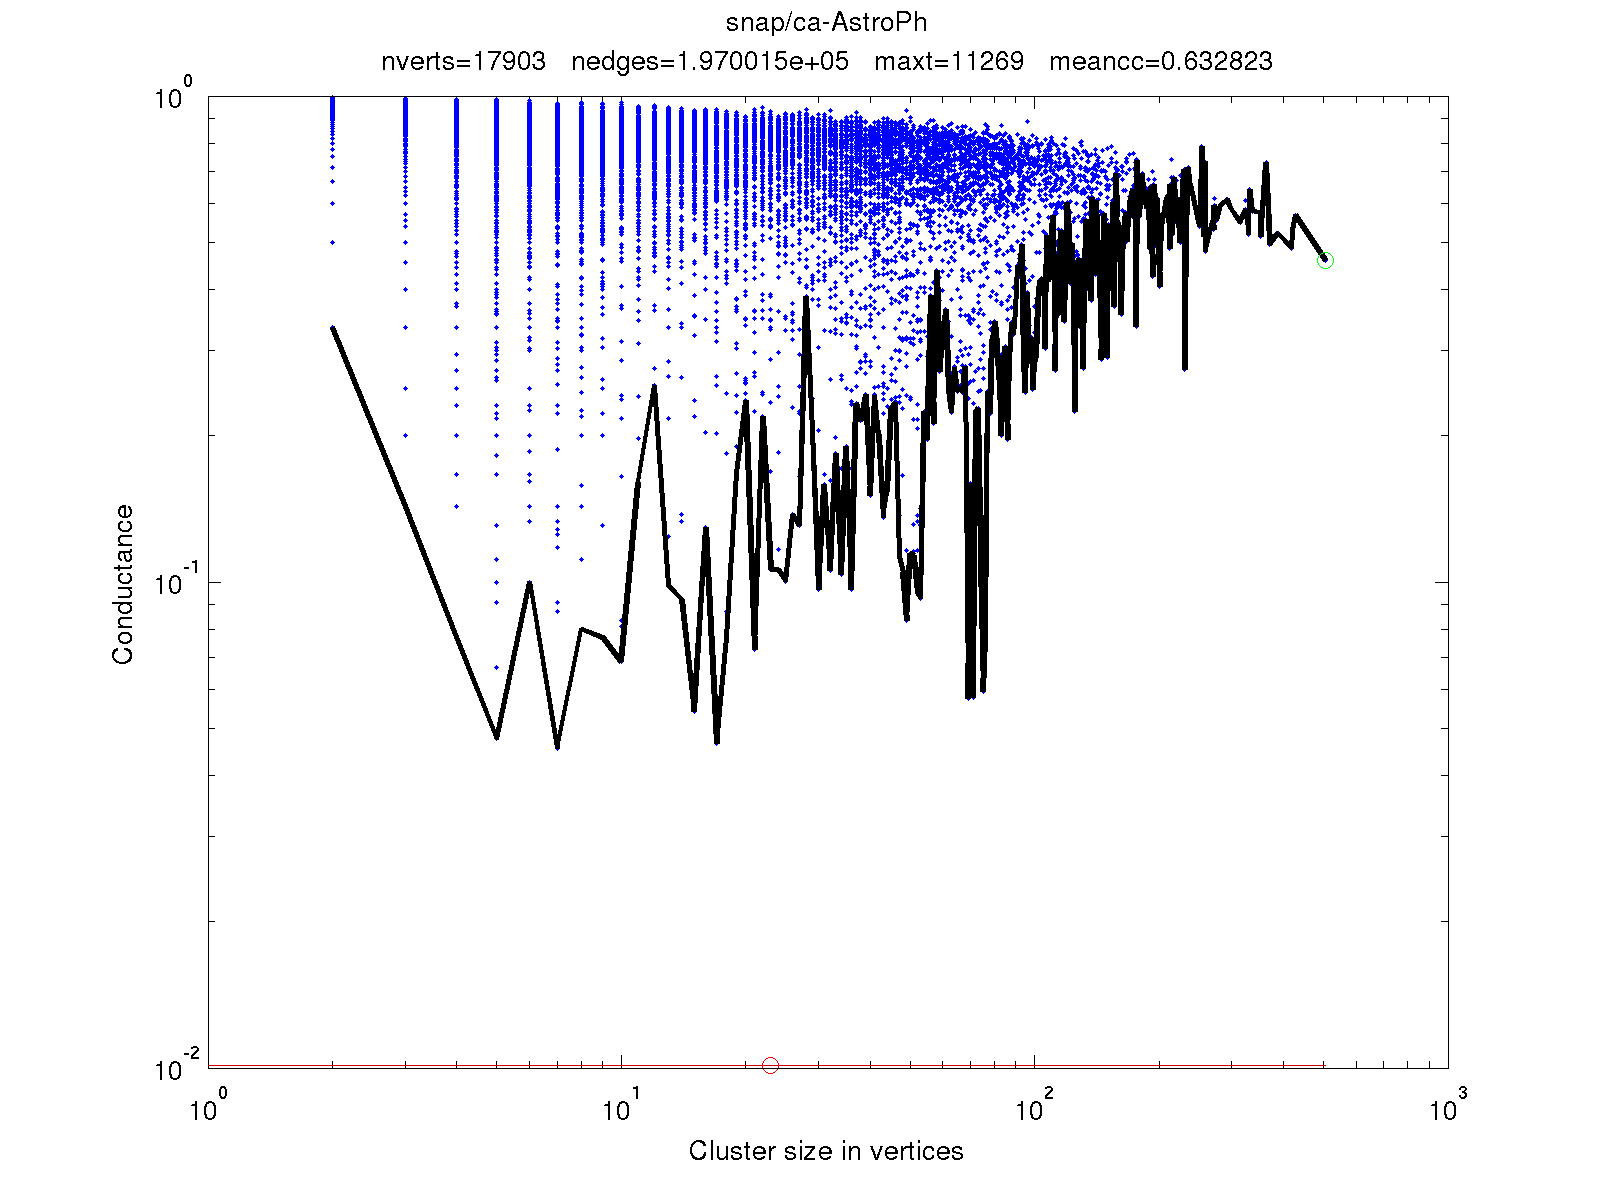 snap/ca-AstroPh
nverts=17903 nedges=1.970015e+05 maxt=11269 meancc=0.632823
10^0
10^-1
10^-2
Conductance
10^0 10^1 10^2 10^3
Cluster size in vertices